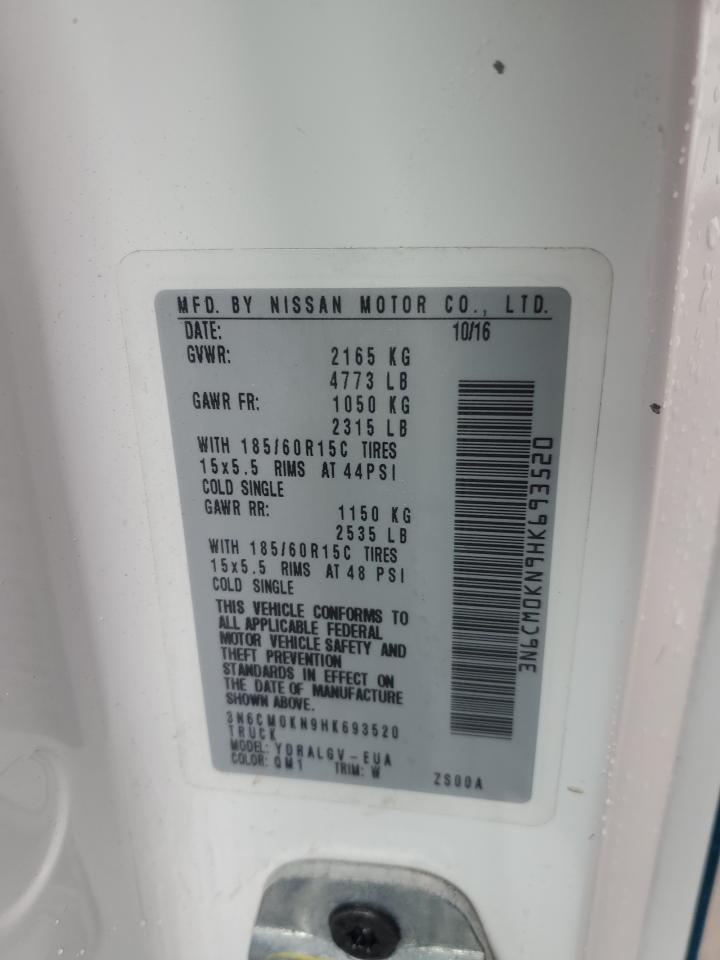 MFD. BY NISSAN MOTOR CO., LTD.
DATE: 10/16
GVWR: 2165 KG
4773 LB
GAWR FR: 1050 KG
2315 LB
WITH 185/60R15C TIRES
15x5.5 RIMS AT 44PSI
COLD SINGLE
GAWR RR: 1150 KG
2535 LB
WITH 185/60R15C TIRES
15x5.5 RIMS AT 48 PSI
COLD SINGLE
THIS VEHICLE CONFORMS TO
ALL APPLICABLE FEDERAL
MOTOR VEHICLE SAFETY AND
THEFT PREVENTION
STANDARDS IN EFFECT ON
THE DATE OF MANUFACTURE
SHOWN ABOVE.
3N6CM0KN9HK693520
TRUCK
MODEL: YDRALGV-EUA
COLOR: QM1 TRIM: W ZS00A
3N6CM0KN9HK693520